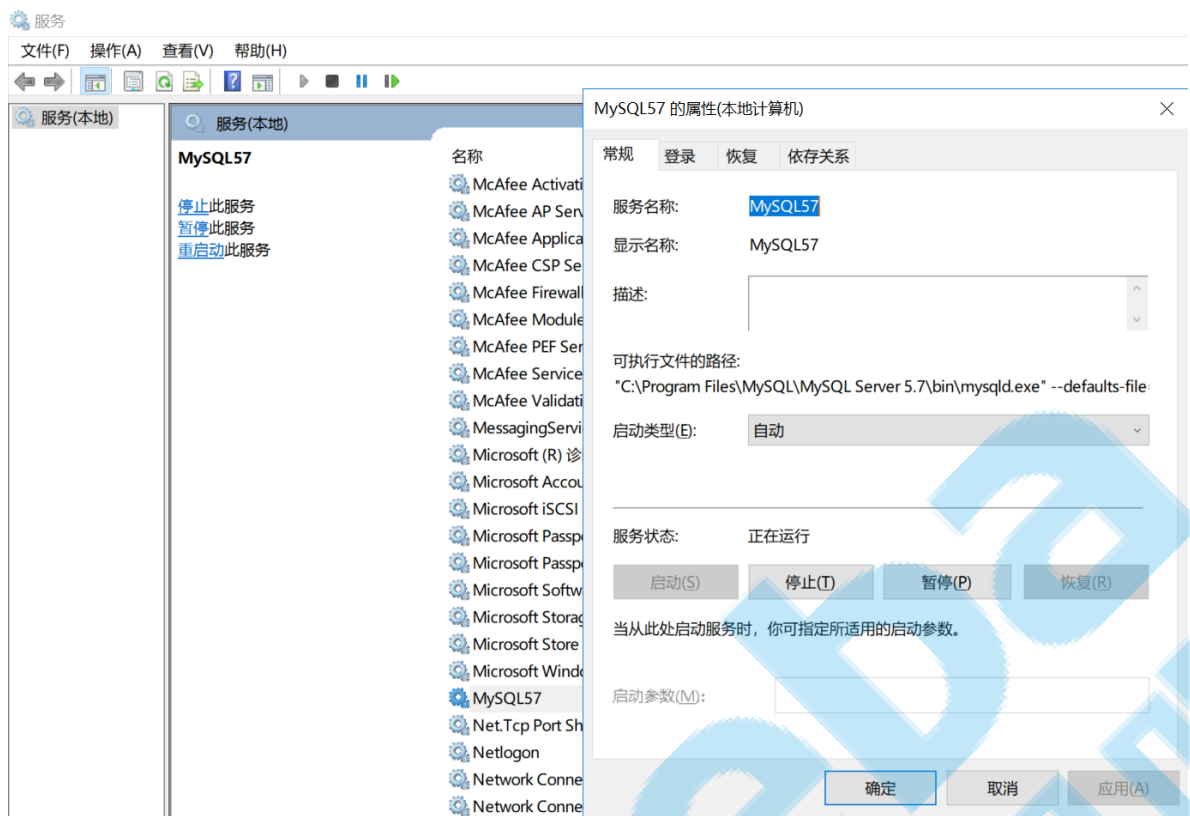 服务
文件(F) 操作(A) 查看(V) 帮助(H)
服务(本地)
服务(本地)
MySQL57
停止此服务
暂停此服务
重启动此服务
名称
McAfee Activati
McAfee AP Serv
McAfee Applica
McAfee CSP Se
McAfee Firewall
McAfee Module
McAfee PEF Ser
McAfee Service
McAfee Validati
MessagingServi
Microsoft (R) 诊
Microsoft Accou
Microsoft iSCSI
Microsoft Passp
Microsoft Passp
Microsoft Softw
Microsoft Storag
Microsoft Store
Microsoft Windo
MySQL57
Net.Tcp Port Sh
Netlogon
Network Conne
Network Conne
MySQL57 的属性(本地计算机)
常规 登录 恢复 依存关系
服务名称: MySQL57
显示名称: MySQL57
描述:
可执行文件的路径:
"C:\Program Files\MySQL\MySQL Server 5.7\bin\mysqld.exe" --defaults-file
启动类型(E): 自动
服务状态: 正在运行
启动(S) 停止(T) 暂停(P) 恢复(R)
当从此处启动服务时，你可指定所适用的启动参数。
启动参数(M):
确定 取消 应用(A)